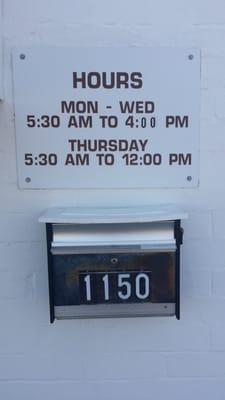 HOURS
MON - WED
5:30 AM TO 4:00 PM
THURSDAY
5:30 AM TO 12:00 PM
1150